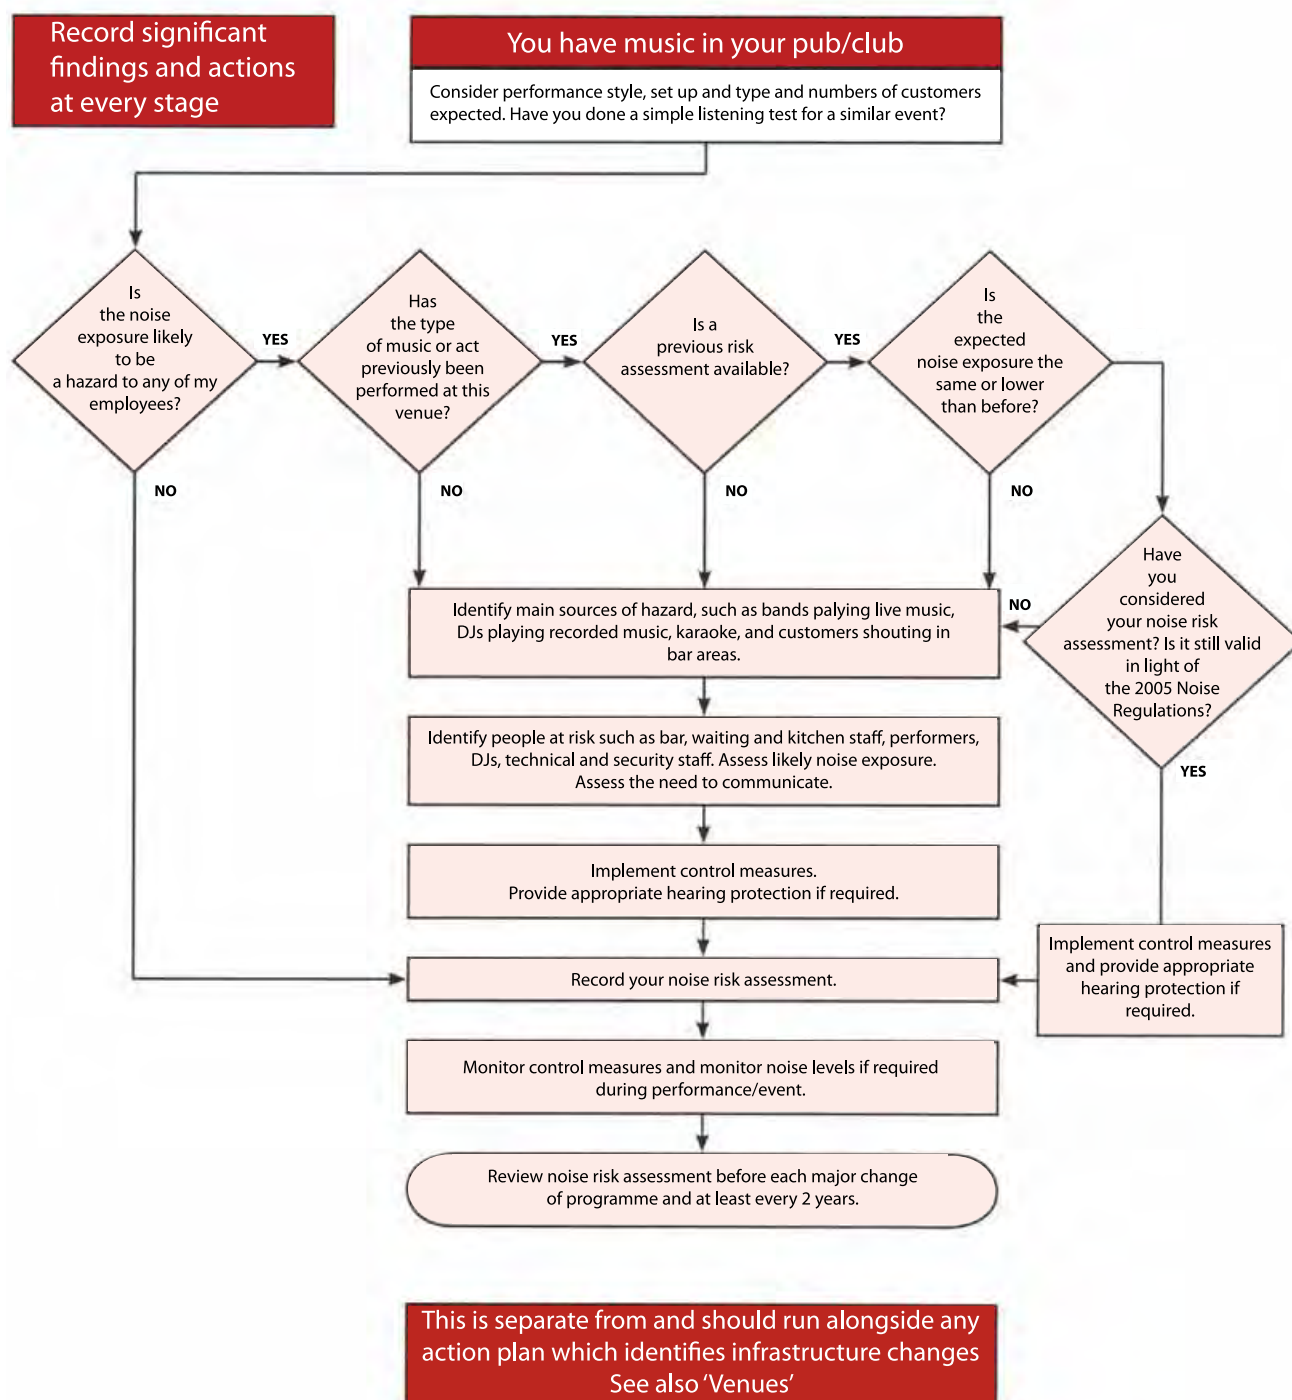 Record significant
findings and actions
at every stage
You have music in your pub/club
Consider performance style, set up and type and numbers of customers
expected. Have you done a simple listening test for a similar event?
Is
the noise
exposure likely
to be
a hazard to any of my
employees?
YES
Has
the type
of music or act
previously been
performed at this
venue?
YES
Is a
previous risk
assessment available?
YES
Is
the
expected
noise exposure the
same or lower
than before?
NO
NO
NO
NO
Have
you
considered
your noise risk
assessment? Is it still valid
in light of
the 2005 Noise
Regulations?
NO
YES
Identify main sources of hazard, such as bands palying live music,
DJs playing recorded music, karaoke, and customers shouting in
bar areas.
Identify people at risk such as bar, waiting and kitchen staff, performers,
DJs, technical and security staff. Assess likely noise exposure.
Assess the need to communicate.
Implement control measures.
Provide appropriate hearing protection if required.
Implement control measures
and provide appropriate
hearing protection if
required.
Record your noise risk assessment.
Monitor control measures and monitor noise levels if required
during performance/event.
Review noise risk assessment before each major change
of programme and at least every 2 years.
This is separate from and should run alongside any
action plan which identifies infrastructure changes
See also 'Venues'